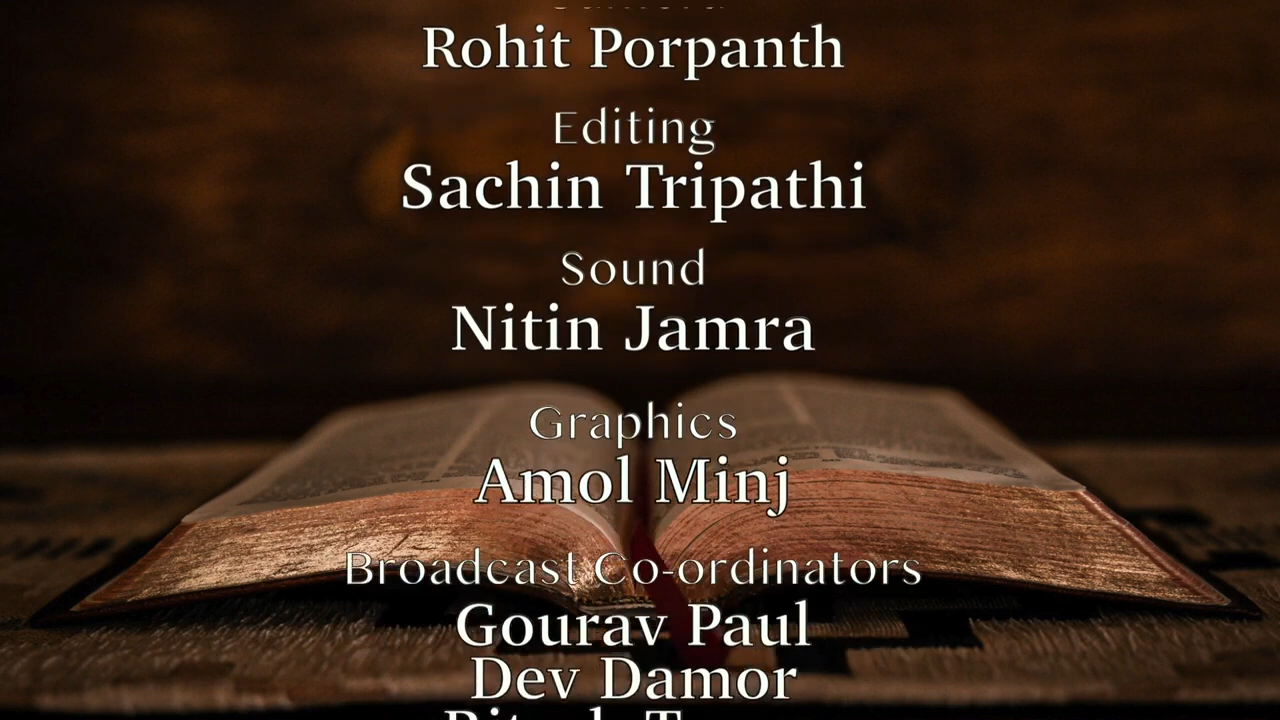 Rohit Porpanth
Editing
Sachin Tripathi
Sound
Nitin Jamra
Graphics
Amol Minj
Broadcast Co-ordinators
Gourav Paul
Dev Damor